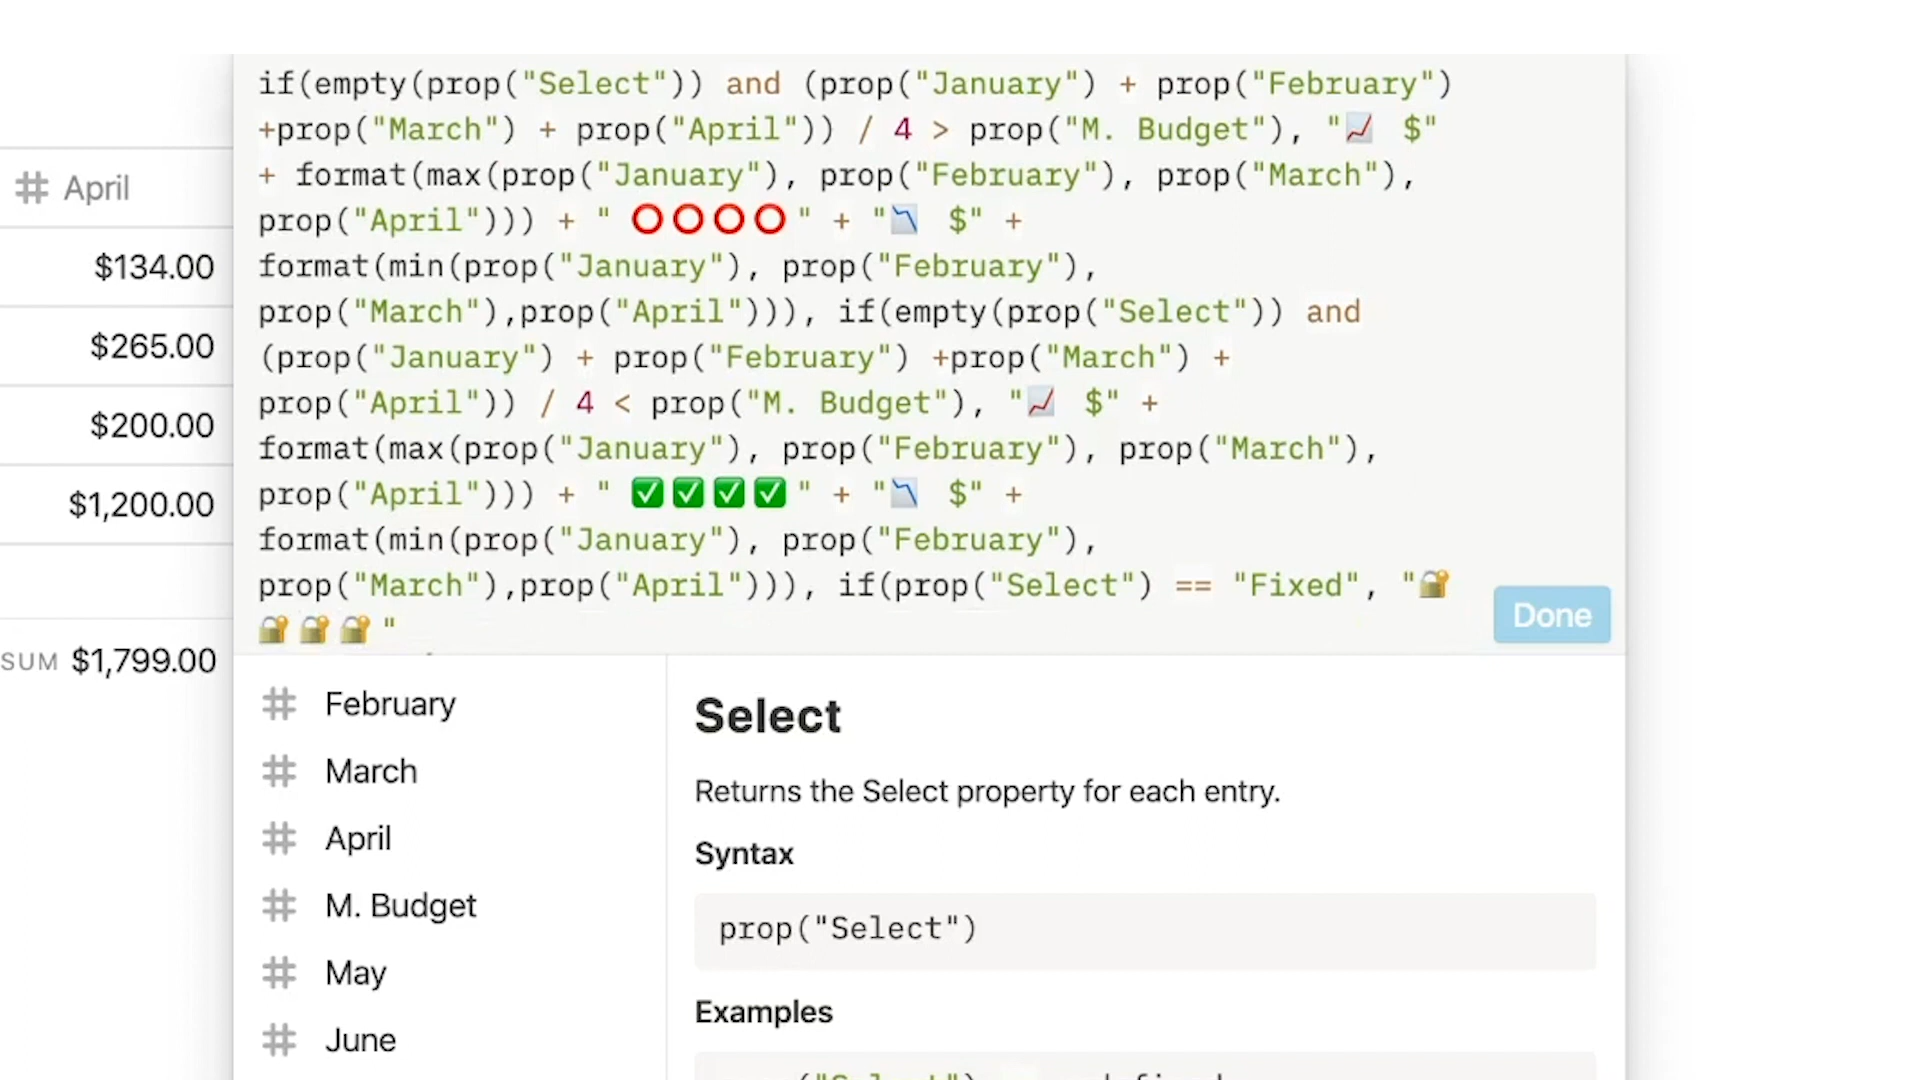 if(empty(prop("Select")) and (prop("January") + prop("February")
+prop("March") + prop("April")) / 4 > prop("M. Budget"), "📈 $"
+ format(max(prop("January"), prop("February"), prop("March"),
prop("April"))) + " ⭕⭕⭕⭕ " + "📉 $" +
format(min(prop("January"), prop("February"),
prop("March"),prop("April"))), if(empty(prop("Select")) and
(prop("January") + prop("February") +prop("March") +
prop("April")) / 4 < prop("M. Budget"), "📈 $" +
format(max(prop("January"), prop("February"), prop("March"),
prop("April"))) + " ✅✅✅✅ " + "📉 $" +
format(min(prop("January"), prop("February"),
prop("March"),prop("April"))), if(prop("Select") == "Fixed", "🔐
🔐🔐🔐 "
Done
# April
$134.00
$265.00
$200.00
$1,200.00
SUM $1,799.00
# February
# March
# April
# M. Budget
# May
# June
Select
Returns the Select property for each entry.
Syntax
prop("Select")
Examples